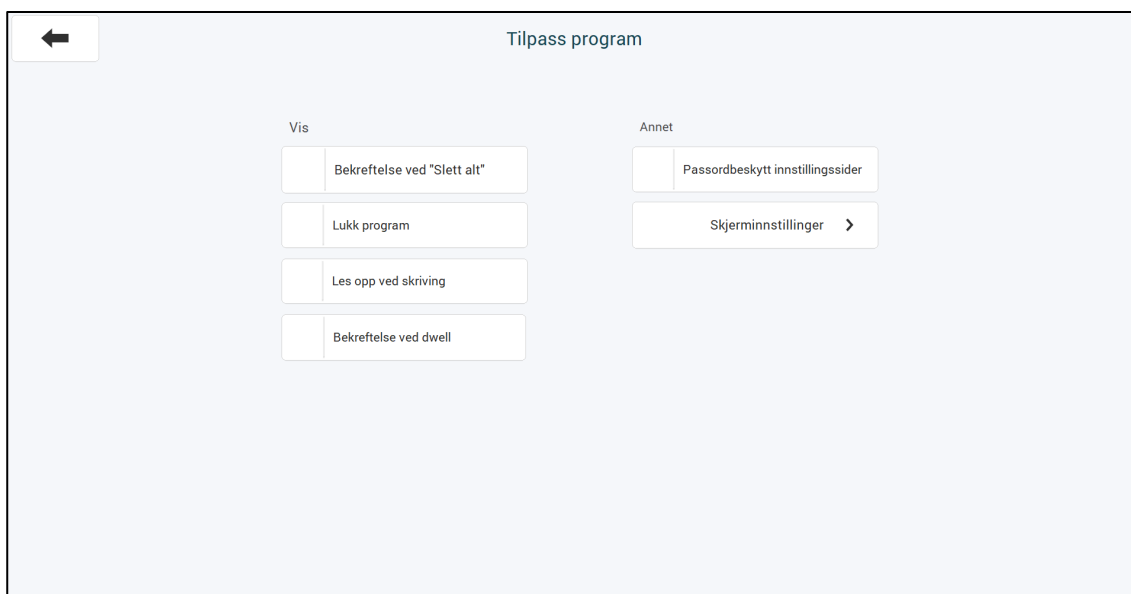 Tilpass program
Vis
Bekreftelse ved "Slett alt"
Lukk program
Les opp ved skriving
Bekreftelse ved dwell
Annet
Passordbeskytt innstillingssider
Skjerminnstillinger